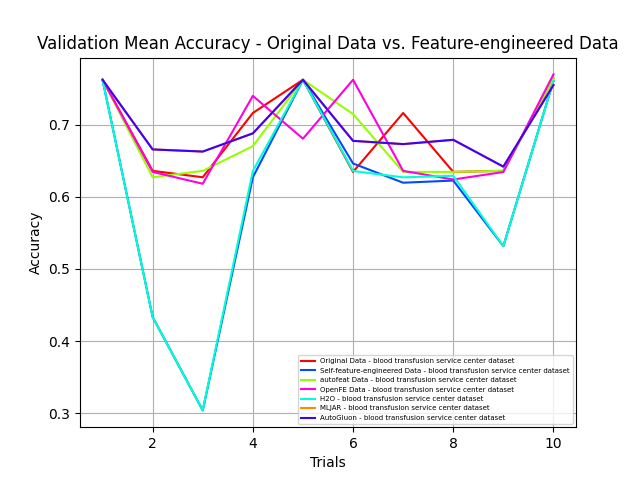 Validation Mean Accuracy - Original Data vs. Feature-engineered Data
0.7
0.6
0.5
0.4
0.3
Accuracy
Original Data - blood transfusion service center dataset
Self-feature-engineered Data - blood transfusion service center dataset
autofeat Data - blood transfusion service center dataset
OpenFE Data - blood transfusion service center dataset
H2O - blood transfusion service center dataset
MLJAR - blood transfusion service center dataset
AutoGluon - blood transfusion service center dataset
2 4 6 8 10
Trials